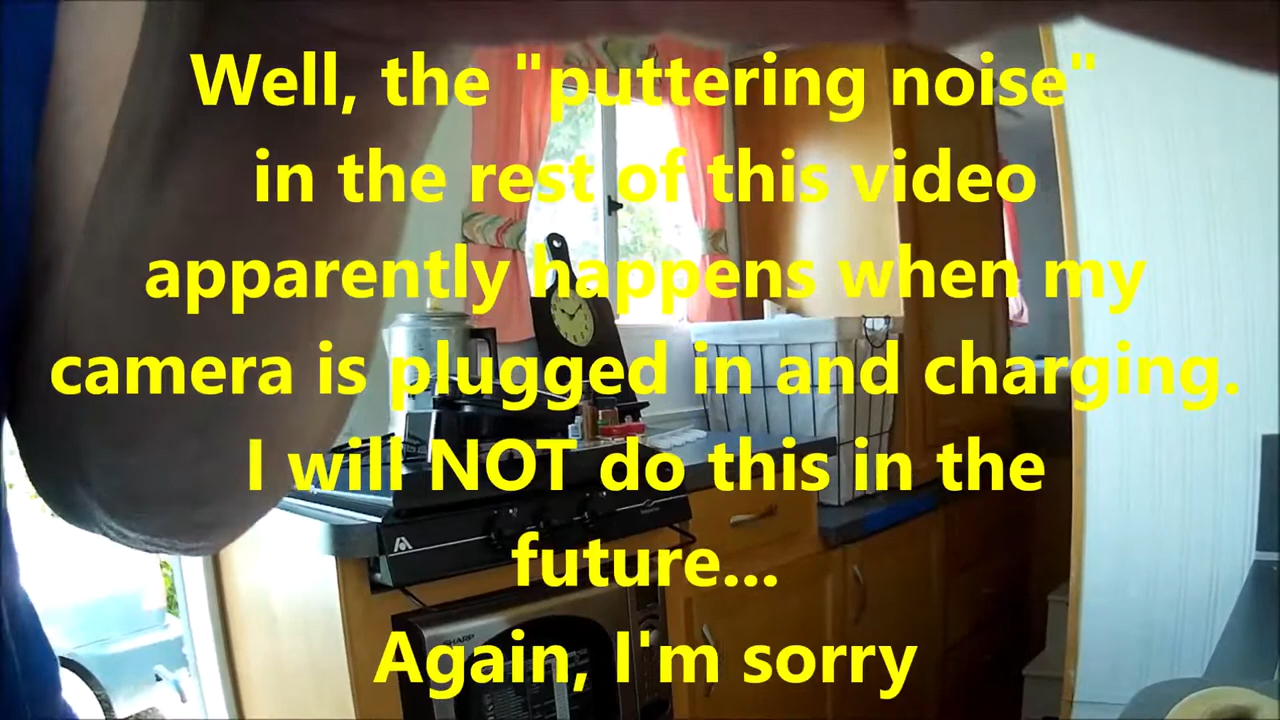 Well, the "puttering noise"
in the rest of this video
apparently happens when my
camera is plugged in and charging.
I will NOT do this in the
future...
Again, I'm sorry
SHARP